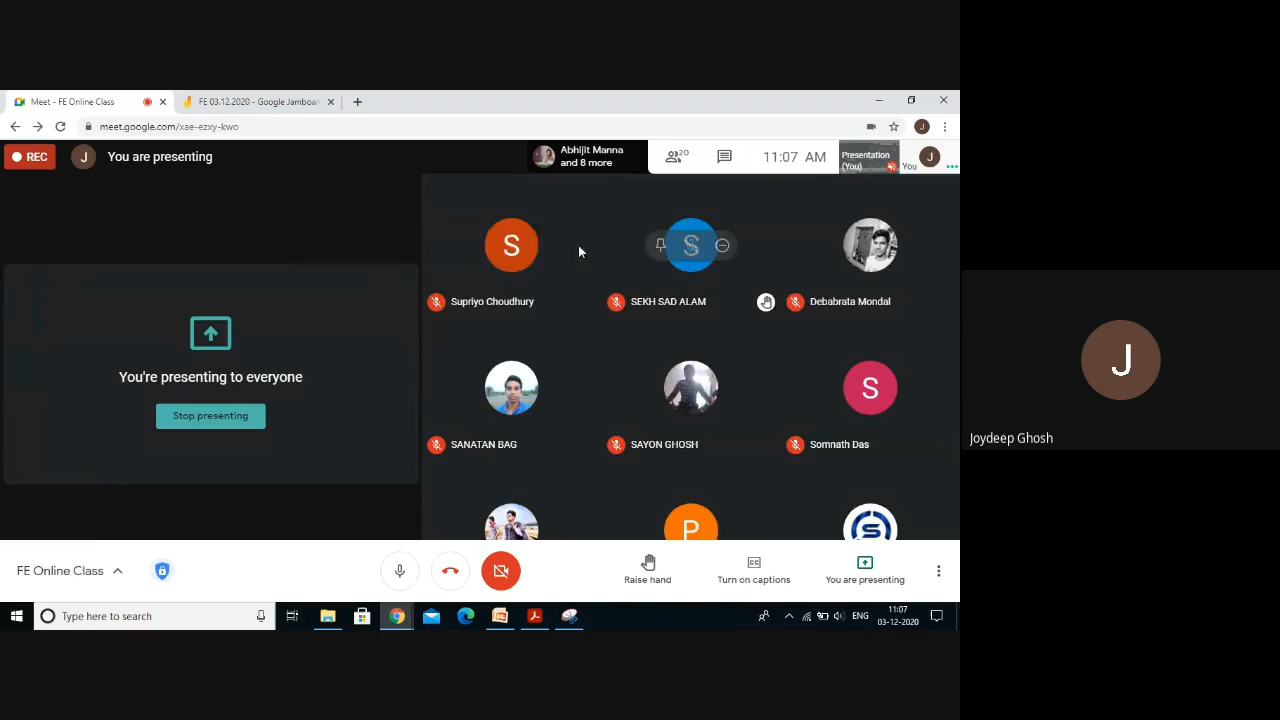 Meet - FE Online Class
FE 03.12.2020 - Google Jamboar
meet.google.com/xae-ezxy-kwo
J
REC
J
You are presenting
Abhijit Manna
and 8 more
20
11:07 AM
Presentation
(You)
You
J
S
S
Supriyo Choudhury
SEKH SAD ALAM
Debabrata Mondal
You're presenting to everyone
Stop presenting
S
SANATAN BAG
SAYON GHOSH
Somnath Das
P
S
J
Joydeep Ghosh
FE Online Class
Raise hand
Turn on captions
You are presenting
Type here to search
ENG
11:07
03-12-2020